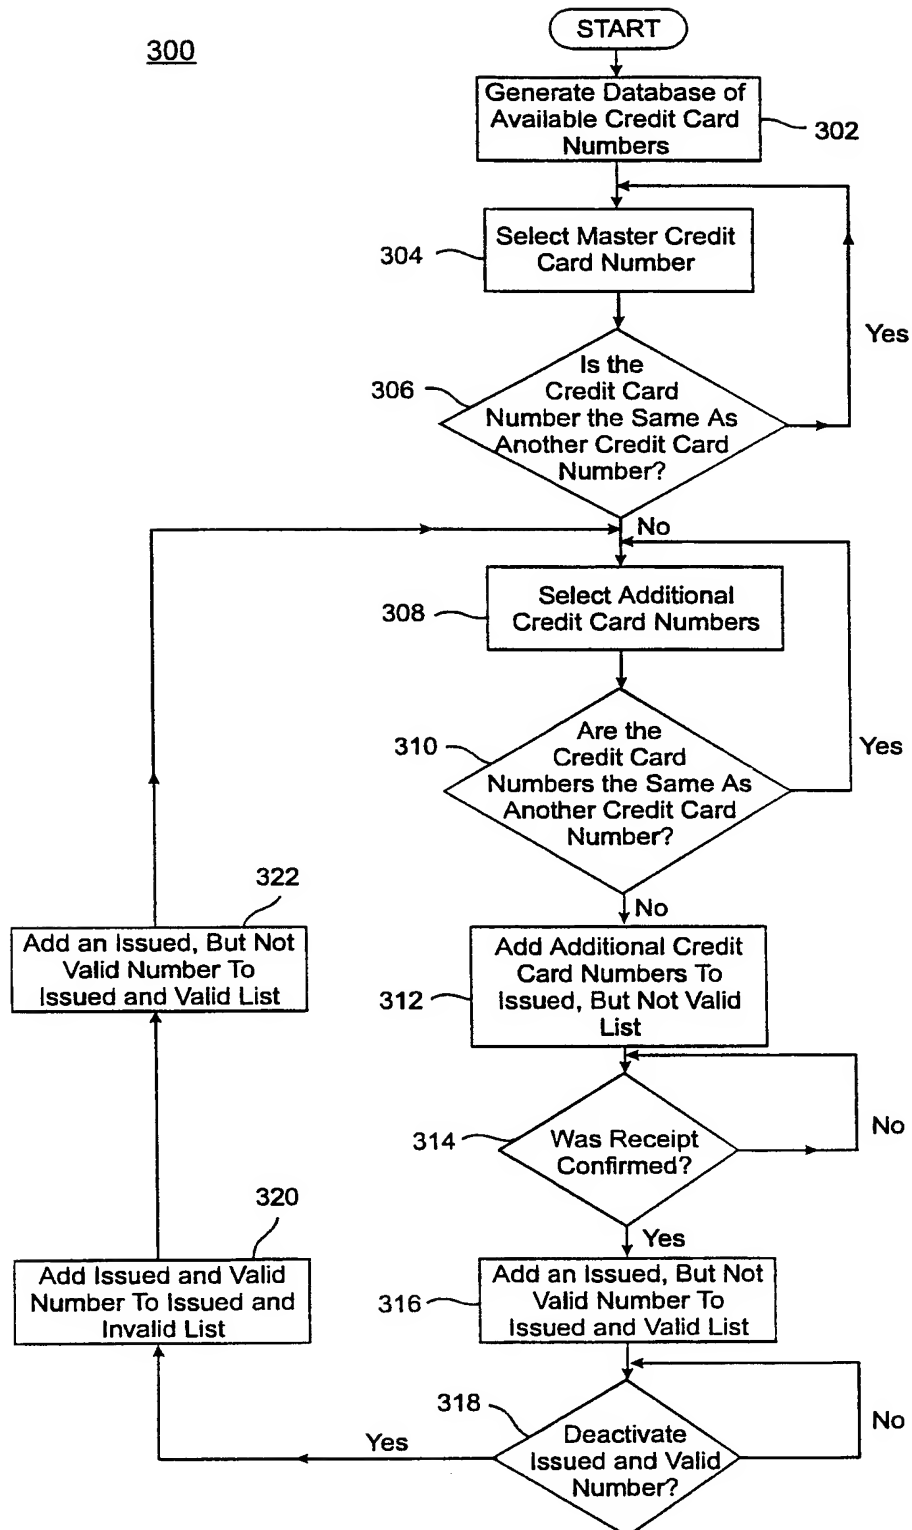 300
START
Generate Database of
Available Credit Card
Numbers
302
304
Select Master Credit
Card Number
Yes
306
Is the
Credit Card
Number the Same As
Another Credit Card
Number?
No
308
Select Additional
Credit Card Numbers
310
Are the
Credit Card
Numbers the Same As
Another Credit Card
Number?
Yes
No
322
Add an Issued, But Not
Valid Number To
Issued and Valid List
312
Add Additional Credit
Card Numbers To
Issued, But Not Valid
List
314
Was Receipt
Confirmed?
No
Yes
320
Add Issued and Valid
Number To Issued and
Invalid List
316
Add an Issued, But Not
Valid Number To
Issued and Valid List
318
Deactivate
Issued and Valid
Number?
No
Yes